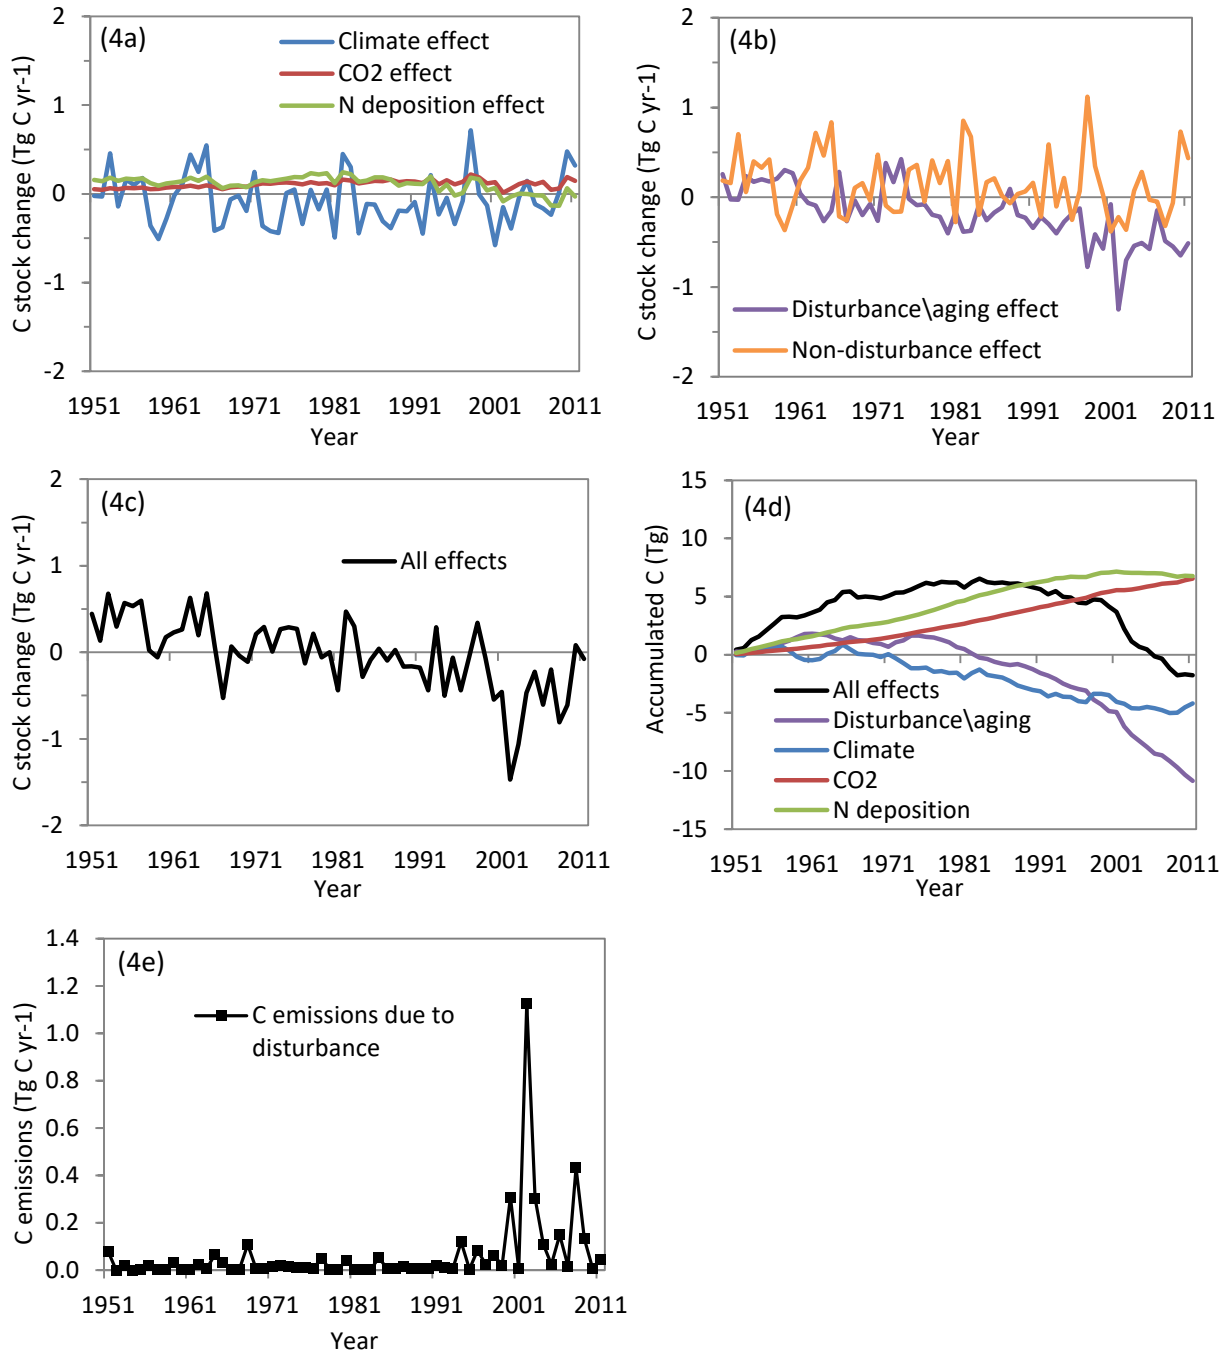 (4a)
Climate effect
CO2 effect
N deposition effect
C stock change (Tg C yr-1)
2
1
0
-1
-2
1951 1961 1971 1981 1991 2001 2011
Year
(4b)
Disturbance\aging effect
Non-disturbance effect
C stock change (Tg C yr-1)
2
1
0
-1
-2
1951 1961 1971 1981 1991 2001 2011
Year
(4c)
All effects
C stock change (Tg C yr-1)
2
1
0
-1
-2
1951 1961 1971 1981 1991 2001 2011
Year
(4d)
All effects
Disturbance\aging
Climate
CO2
N deposition
Accumulated C (Tg)
15
10
5
0
-5
-10
-15
1951 1961 1971 1981 1991 2001 2011
Year
(4e)
C emissions due to
disturbance
C emissions (Tg C yr-1)
1.4
1.2
1.0
0.8
0.6
0.4
0.2
0.0
1951 1961 1971 1981 1991 2001 2011
Year